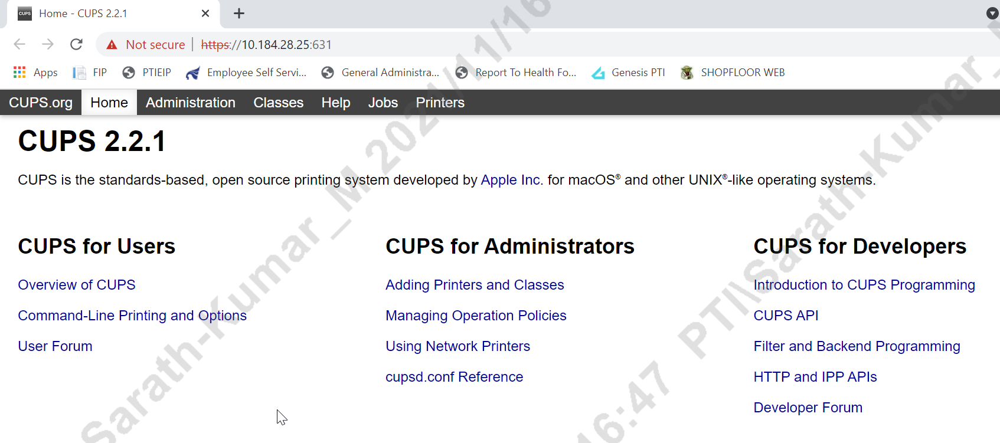 CUPS Home - CUPS 2.2.1
Not secure https://10.184.28.25:631
Apps FIP PTIEIP Employee Self Servi... General Administra... Report To Health Fo... Genesis PTI SHOPFLOOR WEB
CUPS.org Home Administration Classes Help Jobs Printers
CUPS 2.2.1
CUPS is the standards-based, open source printing system developed by Apple Inc. for macOS® and other UNIX®-like operating systems.
CUPS for Users
Overview of CUPS
Command-Line Printing and Options
User Forum
CUPS for Administrators
Adding Printers and Classes
Managing Operation Policies
Using Network Printers
cupsd.conf Reference
CUPS for Developers
Introduction to CUPS Programming
CUPS API
Filter and Backend Programming
HTTP and IPP APIs
Developer Forum
Sarath-Kumar_M 2021/11/16
16:47 PTI\Sarath-Kumar_M